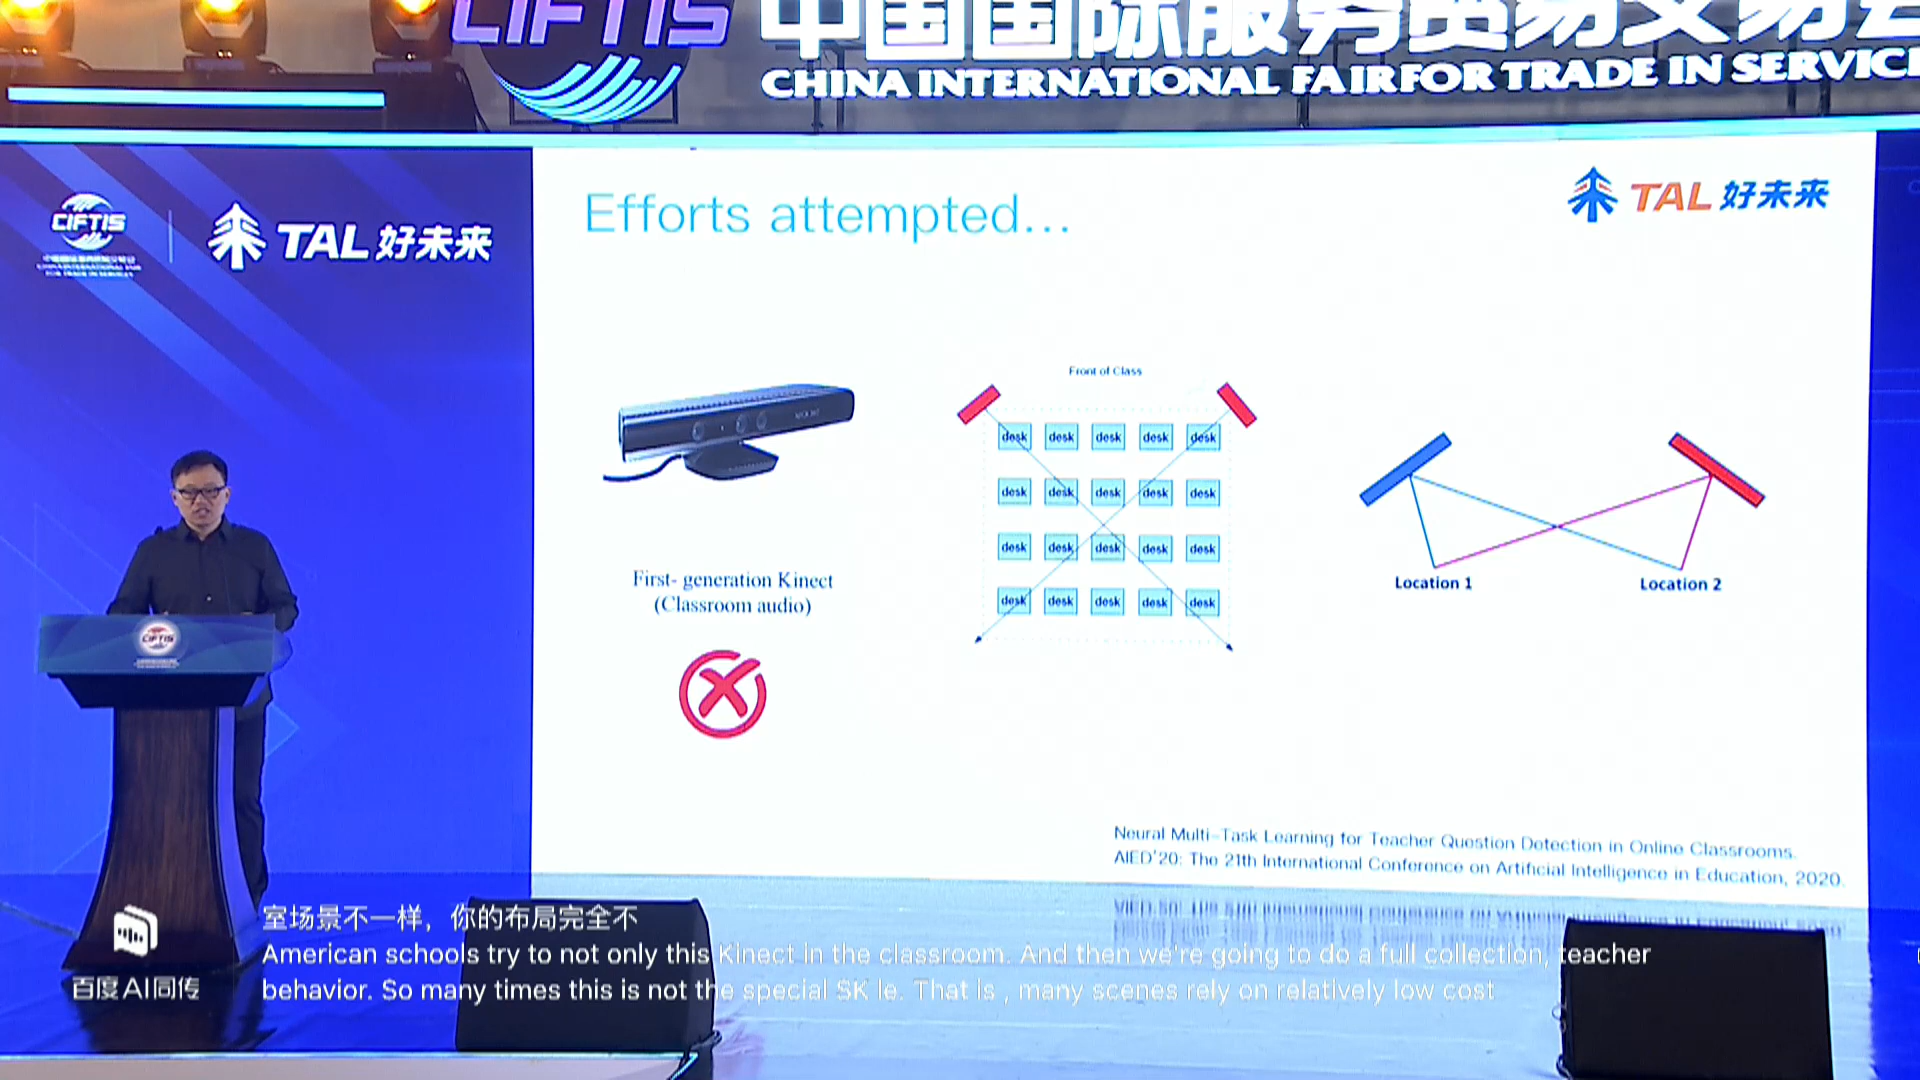 CIFTIS
中国国际服务贸易交易会
CHINA INTERNATIONAL FAIR FOR TRADE IN SERVIC
CIFTIS
TAL 好未来
Efforts attempted...
TAL 好未来
Front of Class
desk desk desk desk desk
desk desk desk desk desk
desk desk desk desk desk
desk desk desk desk desk
First- generation Kinect
(Classroom audio)
Location 1
Location 2
Neural Multi-Task Learning for Teacher Question Detection in Online Classrooms.
AIED'20: The 21th International Conference on Artificial Intelligence in Education, 2020.
CIFTIS
百度AI同传
室场景不一样，你的布局完全不
American schools try to not only this Kinect in the classroom. And then we're going to do a full collection, teacher
behavior. So many times this is not the special SK le. That is , many scenes rely on relatively low cost